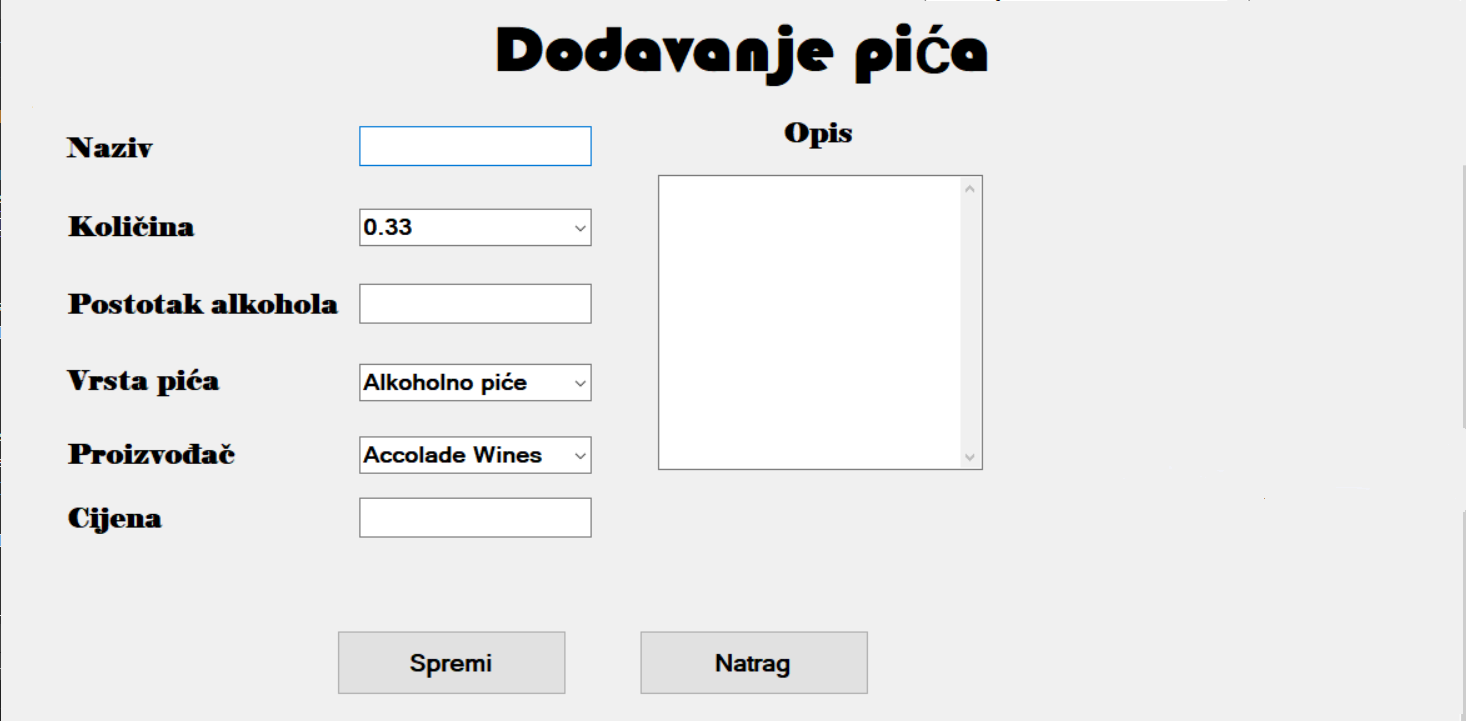 Dodavanje pića
Naziv
Opis
Količina
0.33
Postotak alkohola
Vrsta pića
Alkoholno piće
Proizvođač
Accolade Wines
Cijena
Spremi
Natrag